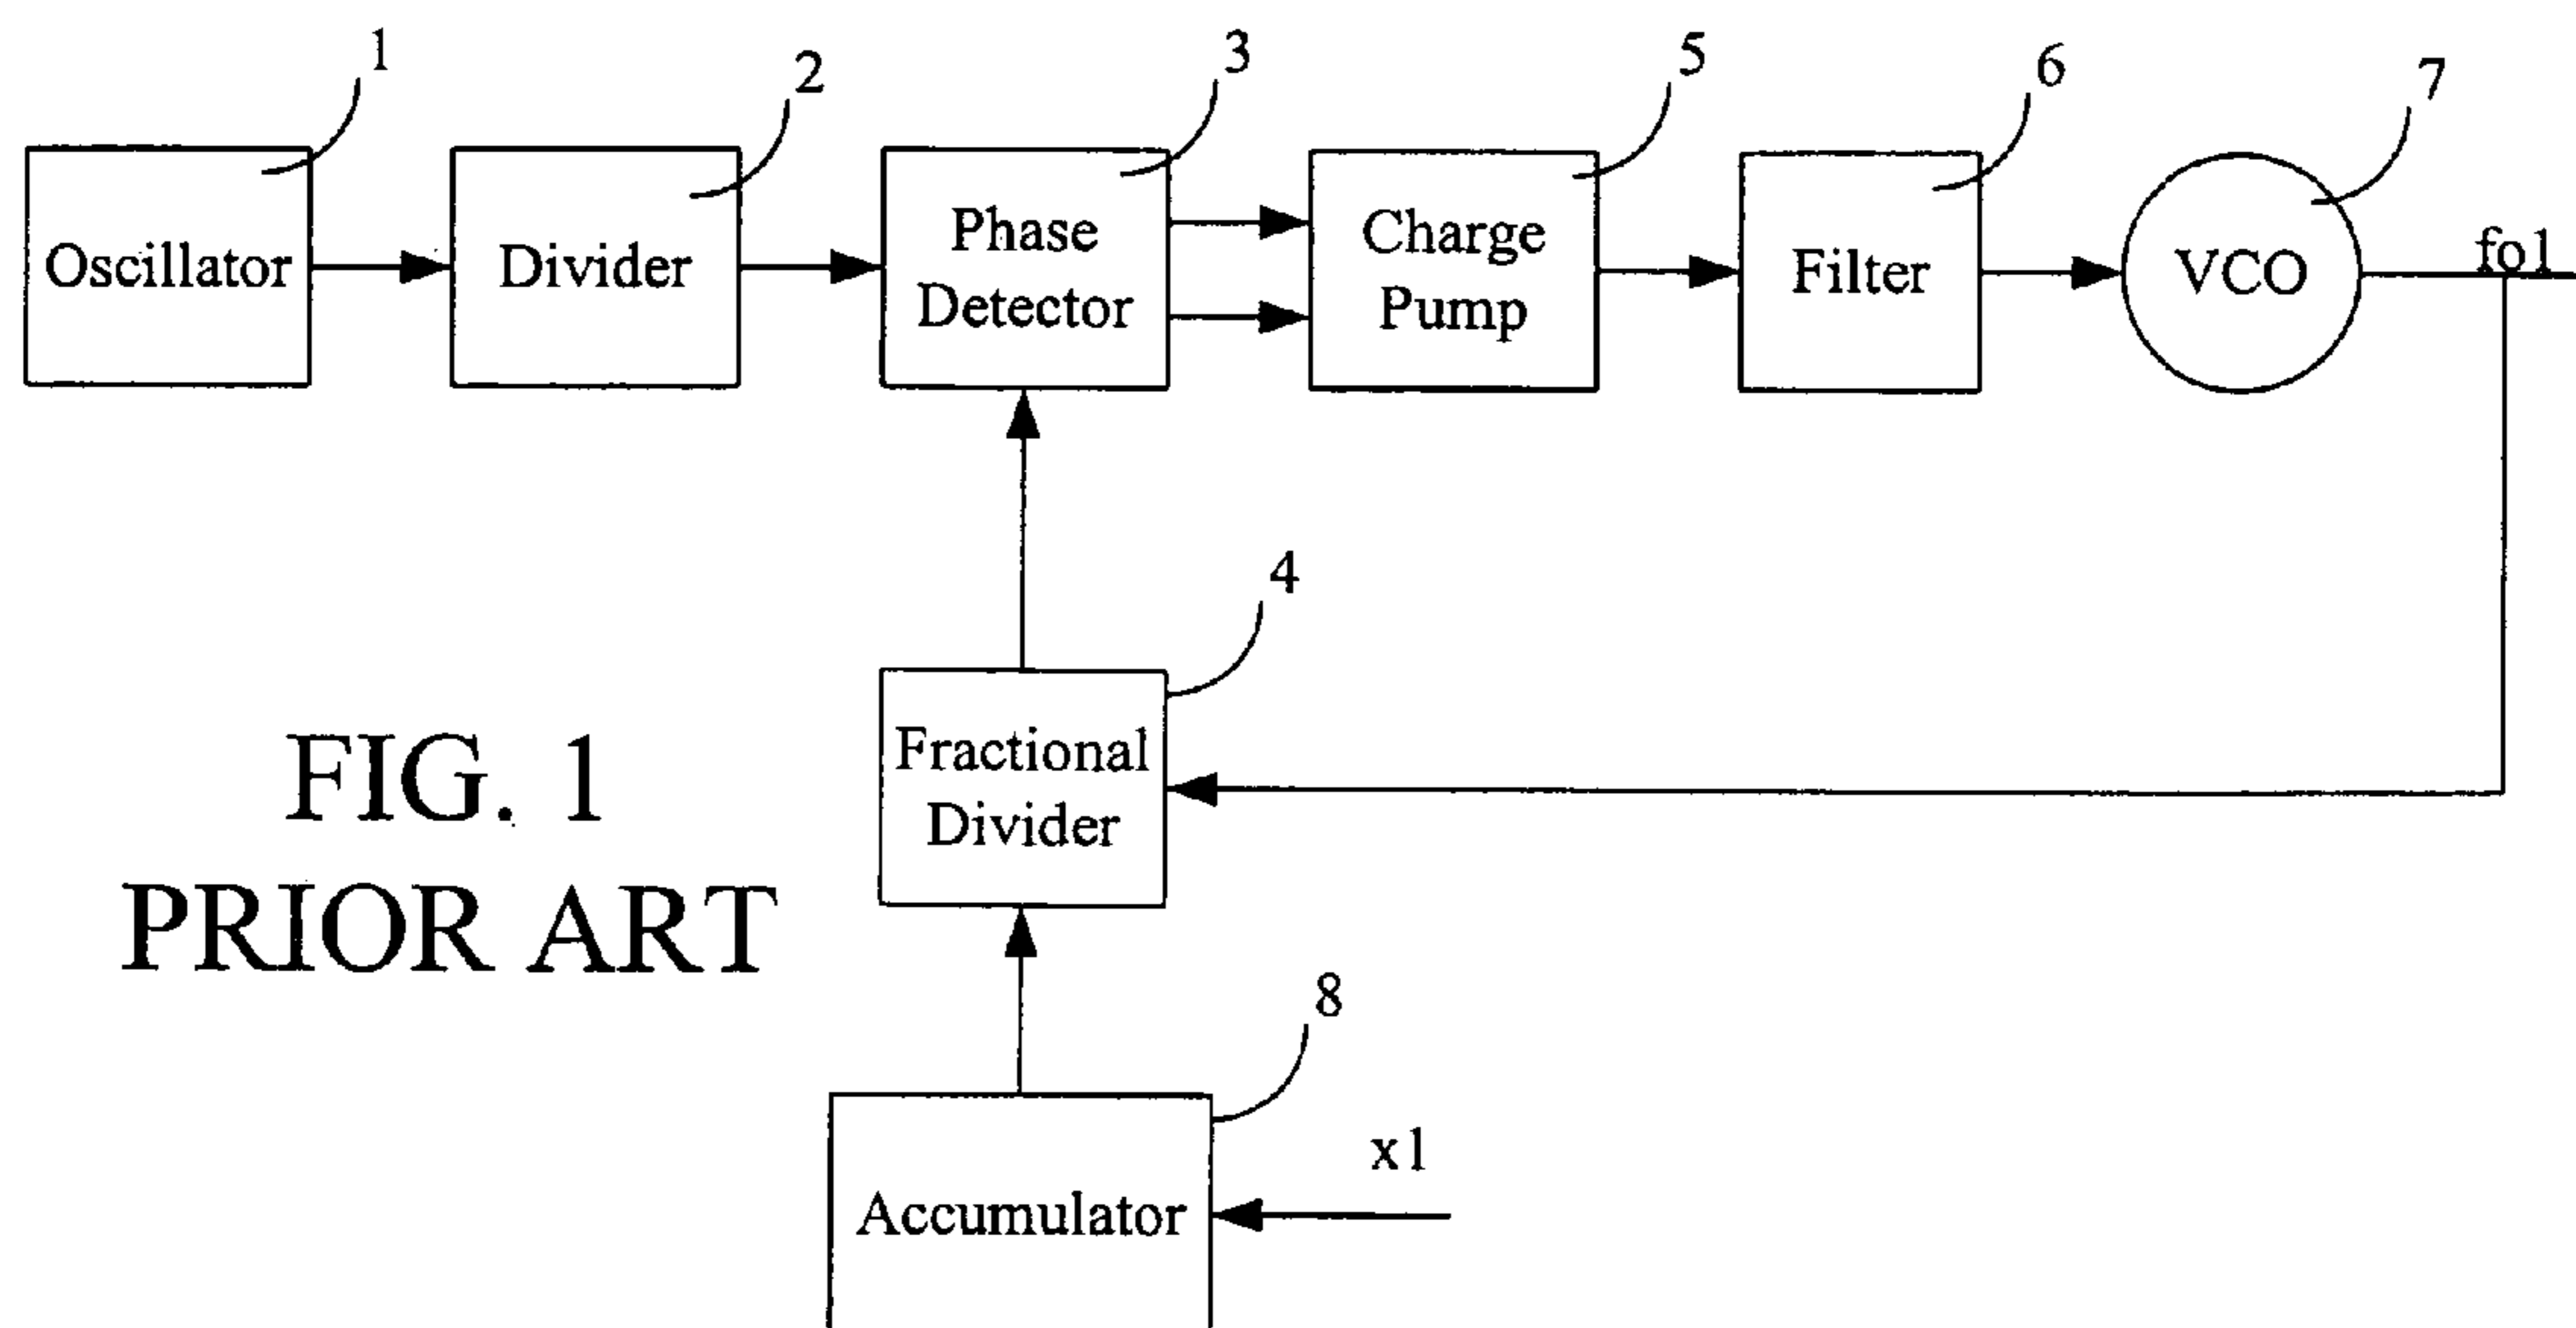 1
2
3
5
6
7
Oscillator
Divider
Phase
Detector
Charge
Pump
Filter
VCO
fo1
4
Fractional
Divider
FIG. 1
PRIOR ART
8
Accumulator
x1